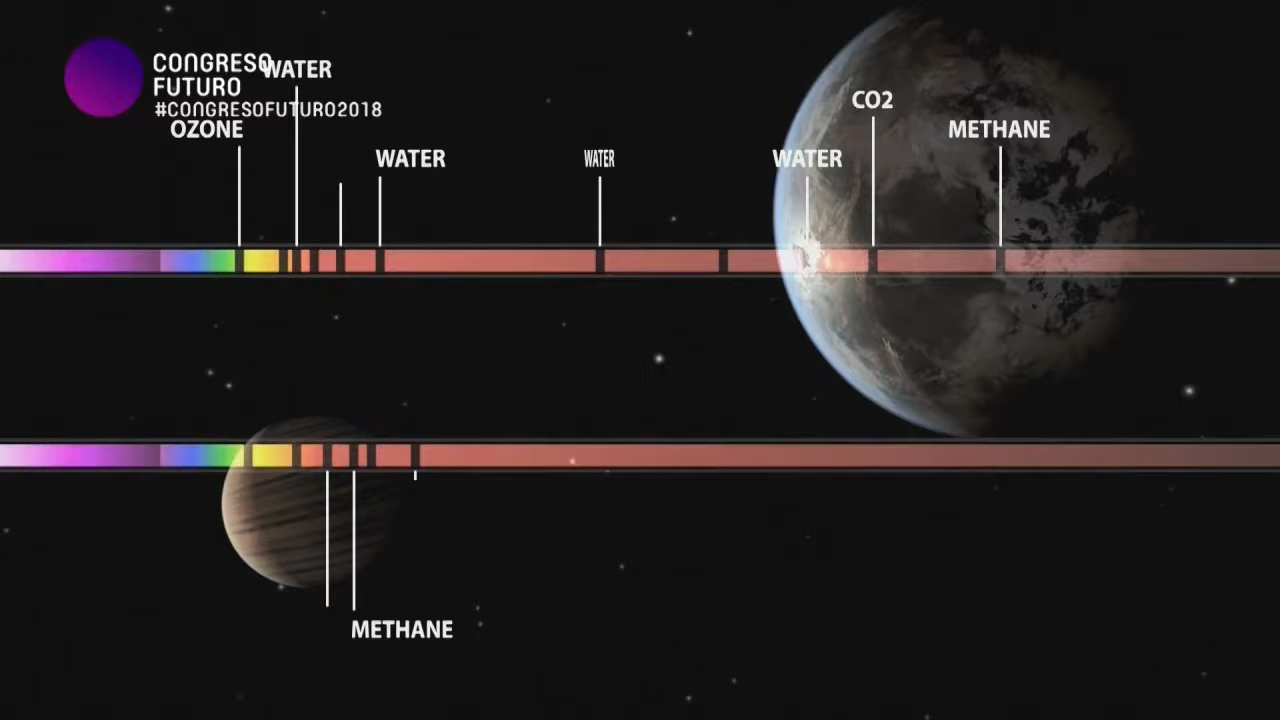 CONGRESO
FUTURO
#CONGRESOFUTURO2018
WATER
OZONE
WATER
WATER
WATER
CO2
METHANE
METHANE